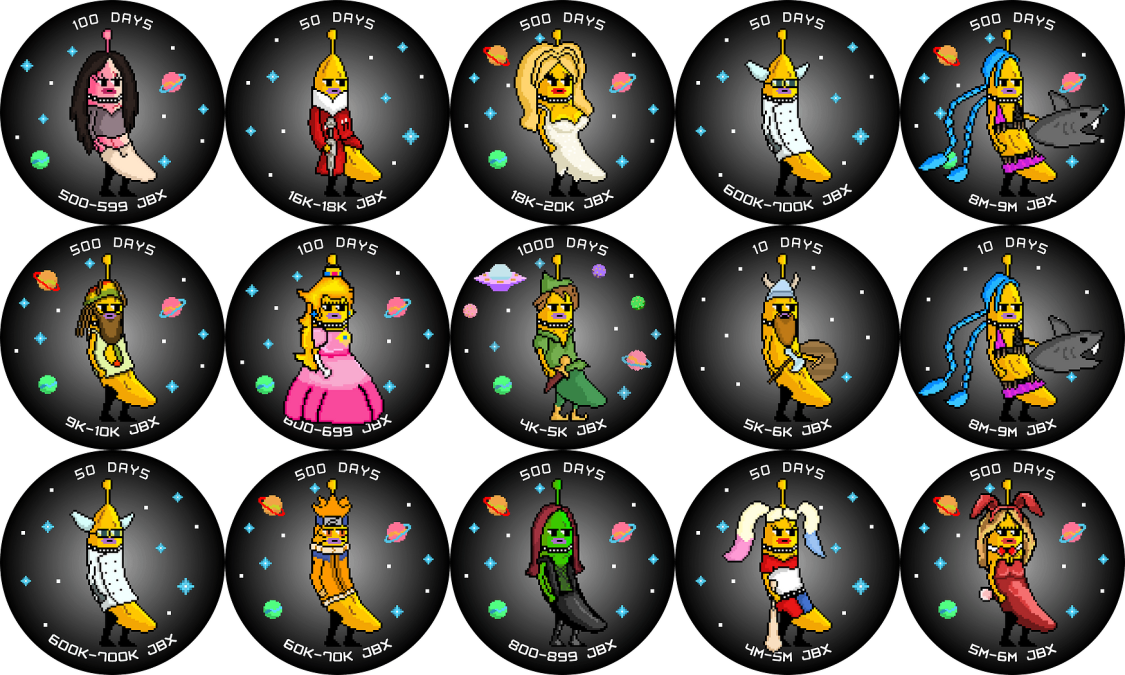 100 DAYS
500-599 JBX
50 DAYS
16K-18K JBX
500 DAYS
18K-20K JBX
50 DAYS
600K-700K JBX
500 DAYS
8M-9M JBX
500 DAYS
9K-10K JBX
100 DAYS
600-699 JBX
1000 DAYS
4K-5K JBX
10 DAYS
5K-6K JBX
10 DAYS
8M-9M JBX
50 DAYS
600K-700K JBX
500 DAYS
60K-70K JBX
500 DAYS
800-899 JBX
50 DAYS
4M-5M JBX
500 DAYS
5M-6M JBX